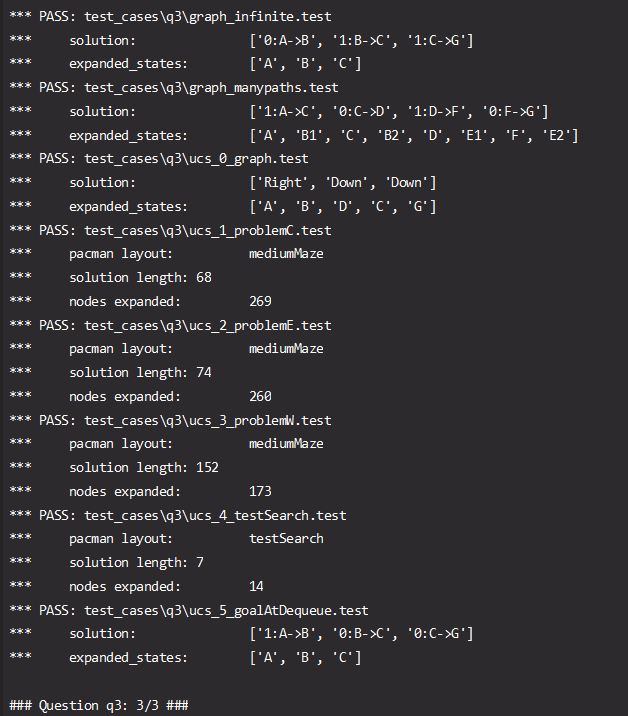 *** PASS: test_cases\q3\graph_infinite.test
***     solution:               ['0:A->B', '1:B->C', '1:C->G']
***     expanded_states:        ['A', 'B', 'C']
*** PASS: test_cases\q3\graph_manypaths.test
***     solution:               ['1:A->C', '0:C->D', '1:D->F', '0:F->G']
***     expanded_states:        ['A', 'B1', 'C', 'B2', 'D', 'E1', 'F', 'E2']
*** PASS: test_cases\q3\ucs_0_graph.test
***     solution:               ['Right', 'Down', 'Down']
***     expanded_states:        ['A', 'B', 'D', 'C', 'G']
*** PASS: test_cases\q3\ucs_1_problemC.test
***     pacman layout:          mediumMaze
***     solution length: 68
***     nodes expanded:         269
*** PASS: test_cases\q3\ucs_2_problemE.test
***     pacman layout:          mediumMaze
***     solution length: 74
***     nodes expanded:         260
*** PASS: test_cases\q3\ucs_3_problemW.test
***     pacman layout:          mediumMaze
***     solution length: 152
***     nodes expanded:         173
*** PASS: test_cases\q3\ucs_4_testSearch.test
***     pacman layout:          testSearch
***     solution length: 7
***     nodes expanded:         14
*** PASS: test_cases\q3\ucs_5_goalAtDequeue.test
***     solution:               ['1:A->B', '0:B->C', '0:C->G']
***     expanded_states:        ['A', 'B', 'C']
### Question q3: 3/3 ###